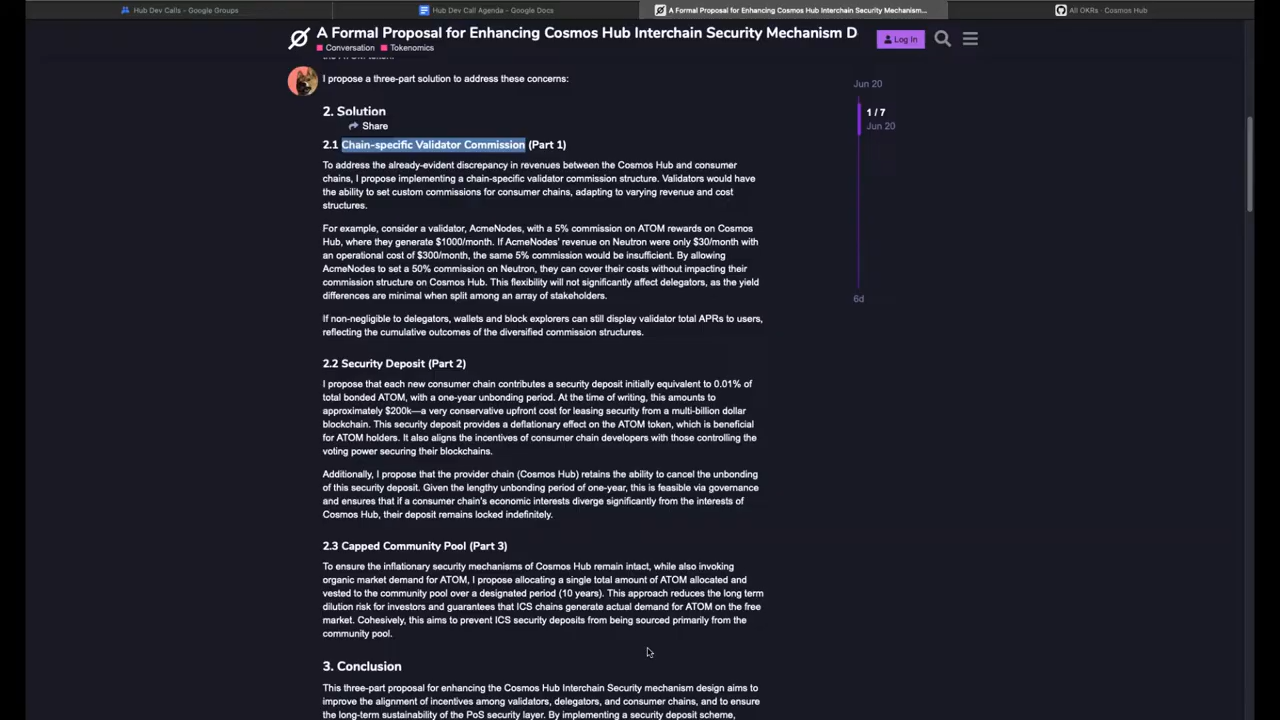 Hub Dev Calls - Google Groups
Hub Dev Call Agenda - Google Docs
A Formal Proposal for Enhancing Cosmos Hub Interchain Security Mechanism...
All OKRs · Cosmos Hub
A Formal Proposal for Enhancing Cosmos Hub Interchain Security Mechanism D
Conversation Tokenomics
Log In
I propose a three-part solution to address these concerns:
2. Solution
Share
2.1 Chain-specific Validator Commission (Part 1)
To address the already-evident discrepancy in revenues between the Cosmos Hub and consumer
chains, I propose implementing a chain-specific validator commission structure. Validators would have
the ability to set custom commissions for consumer chains, adapting to varying revenue and cost
structures.
For example, consider a validator, AcmeNodes, with a 5% commission on ATOM rewards on Cosmos
Hub, where they generate $1000/month. If AcmeNodes' revenue on Neutron were only $30/month with
an operational cost of $300/month, the same 5% commission would be insufficient. By allowing
AcmeNodes to set a 50% commission on Neutron, they can cover their costs without impacting their
commission structure on Cosmos Hub. This flexibility will not significantly affect delegators, as the yield
differences are minimal when split among an array of stakeholders.
If non-negligible to delegators, wallets and block explorers can still display validator total APRs to users,
reflecting the cumulative outcomes of the diversified commission structures.
2.2 Security Deposit (Part 2)
I propose that each new consumer chain contributes a security deposit initially equivalent to 0.01% of
total bonded ATOM, with a one-year unbonding period. At the time of writing, this amounts to
approximately $200k—a very conservative upfront cost for leasing security from a multi-billion dollar
blockchain. This security deposit provides a deflationary effect on the ATOM token, which is beneficial
for ATOM holders. It also aligns the incentives of consumer chain developers with those controlling the
voting power securing their blockchains.
Additionally, I propose that the provider chain (Cosmos Hub) retains the ability to cancel the unbonding
of this security deposit. Given the lengthy unbonding period of one-year, this is feasible via governance
and ensures that if a consumer chain's economic interests diverge significantly from the interests of
Cosmos Hub, their deposit remains locked indefinitely.
2.3 Capped Community Pool (Part 3)
To ensure the inflationary security mechanisms of Cosmos Hub remain intact, while also invoking
organic market demand for ATOM, I propose allocating a single total amount of ATOM allocated and
vested to the community pool over a designated period (10 years). This approach reduces the long term
dilution risk for investors and guarantees that ICS chains generate actual demand for ATOM on the free
market. Cohesively, this aims to prevent ICS security deposits from being sourced primarily from the
community pool.
3. Conclusion
This three-part proposal for enhancing the Cosmos Hub Interchain Security mechanism design aims to
improve the alignment of incentives among validators, delegators, and consumer chains, and to ensure
the long-term sustainability of the PoS security layer. By implementing a security deposit scheme,
Jun 20
1 / 7
Jun 20
6d